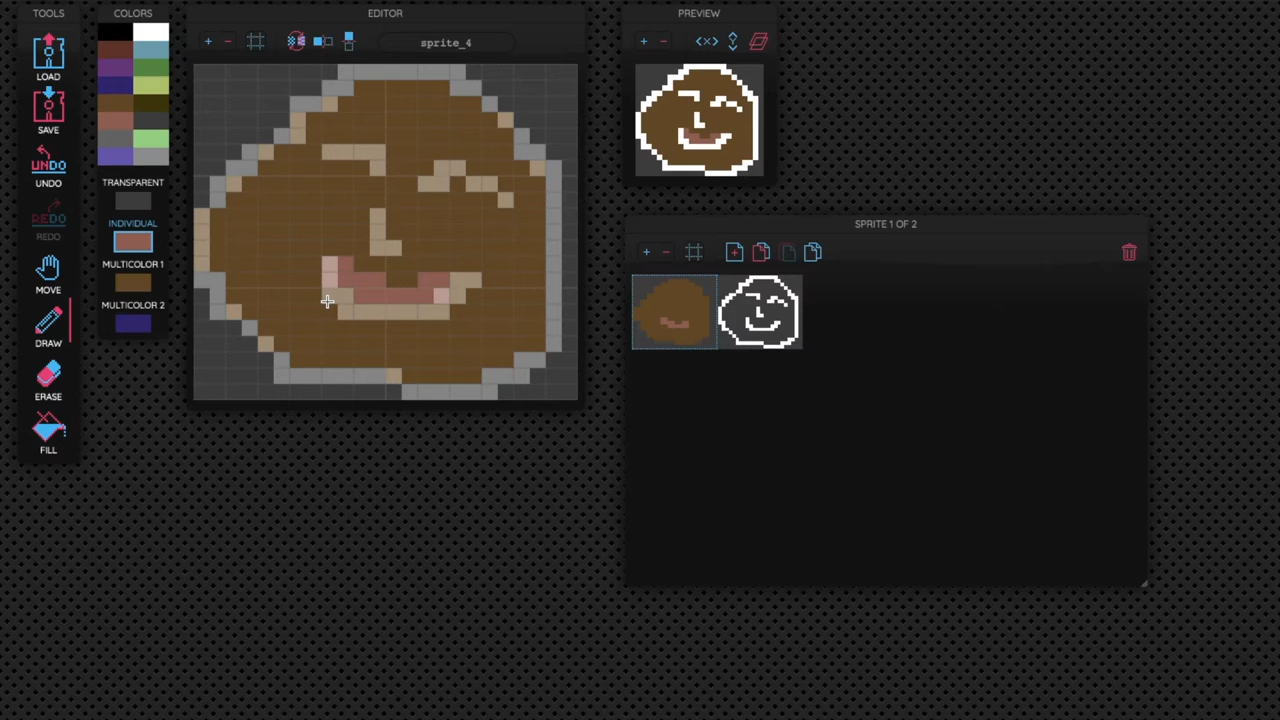 TOOLS
LOAD
SAVE
UNDO
UNDO
REDO
REDO
MOVE
DRAW
ERASE
FILL
COLORS
TRANSPARENT
INDIVIDUAL
MULTICOLOR 1
MULTICOLOR 2
EDITOR
sprite_4
PREVIEW
SPRITE 1 OF 2